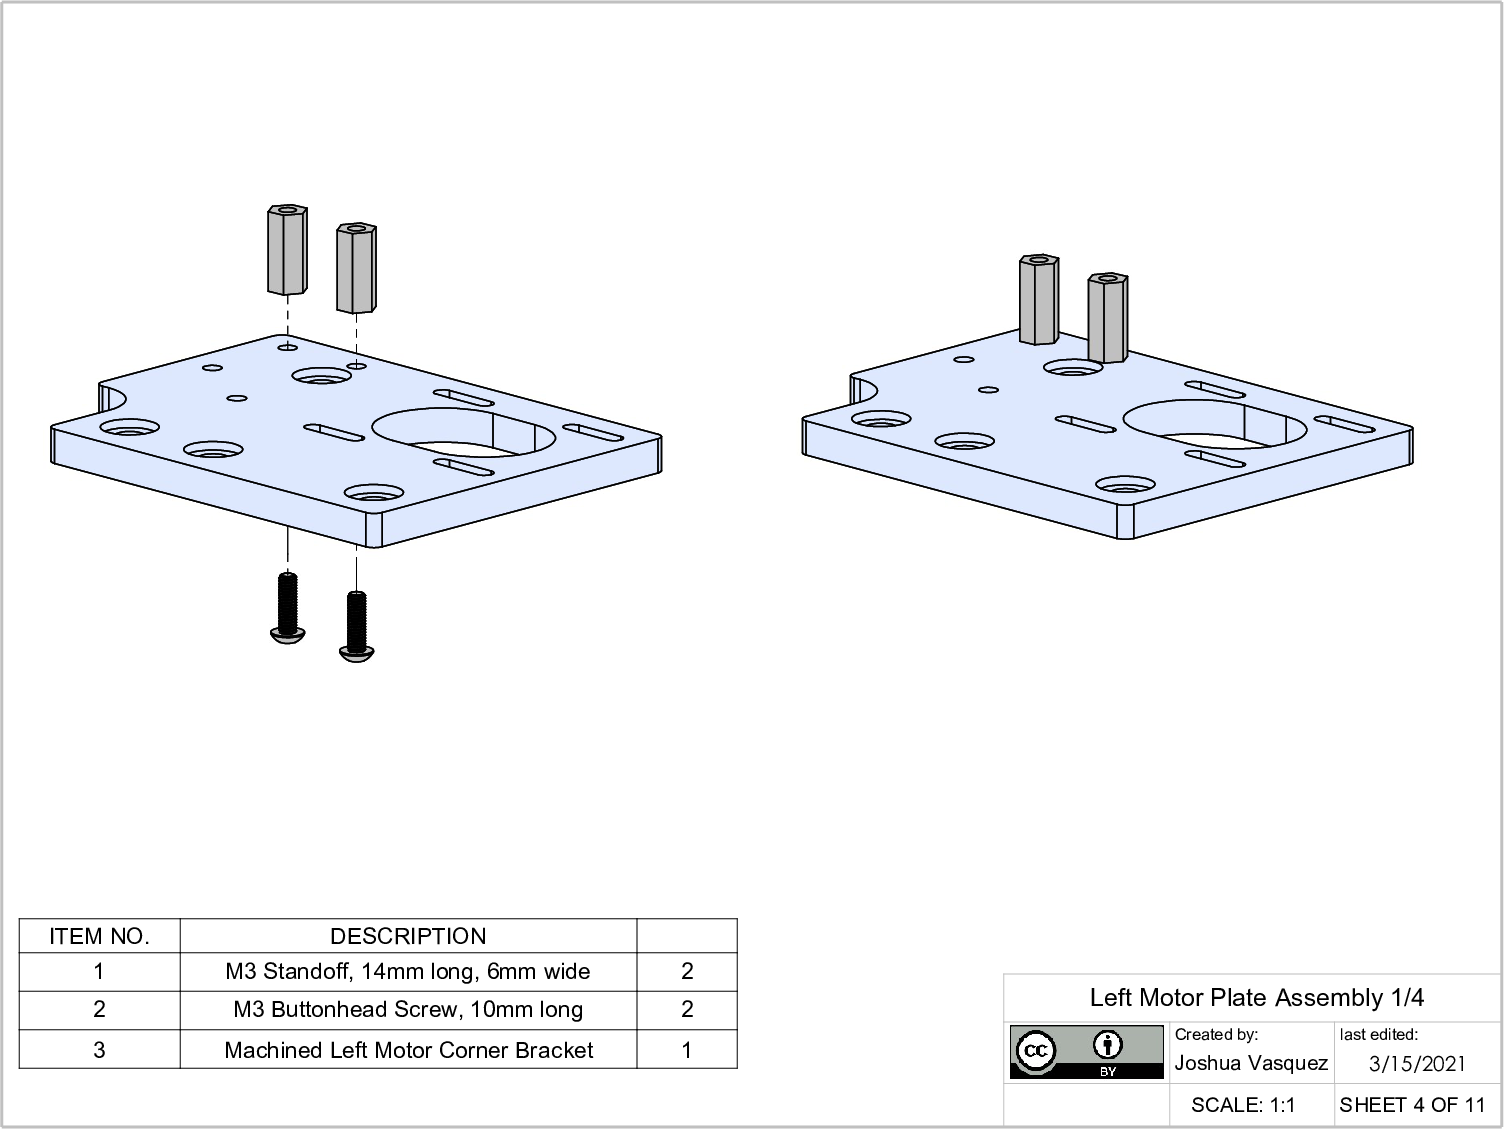 ITEM NO. DESCRIPTION
1 M3 Standoff, 14mm long, 6mm wide 2
2 M3 Buttonhead Screw, 10mm long 2
3 Machined Left Motor Corner Bracket 1
Left Motor Plate Assembly 1/4
cc BY
Created by:
Joshua Vasquez
last edited:
3/15/2021
SCALE: 1:1
SHEET 4 OF 11